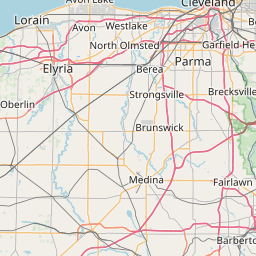 Avon Lake
Cleveland
Lorain
Avon
Westlake
North Olmsted
Garfield He
Elyria
Berea
Parma
Oberlin
Strongsville
Brecksville
Brunswick
Medina
Fairlawn
Barberto